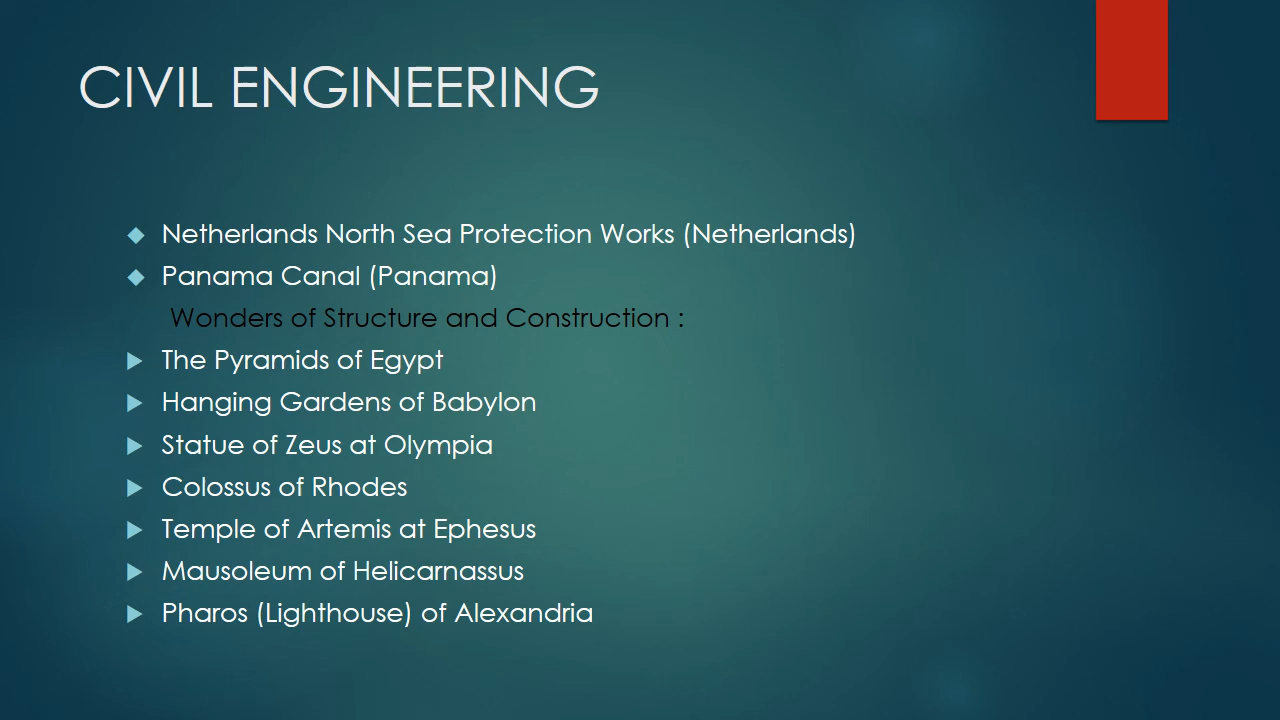 CIVIL ENGINEERING
Netherlands North Sea Protection Works (Netherlands)
Panama Canal (Panama)
Wonders of Structure and Construction :
The Pyramids of Egypt
Hanging Gardens of Babylon
Statue of Zeus at Olympia
Colossus of Rhodes
Temple of Artemis at Ephesus
Mausoleum of Helicarnassus
Pharos (Lighthouse) of Alexandria